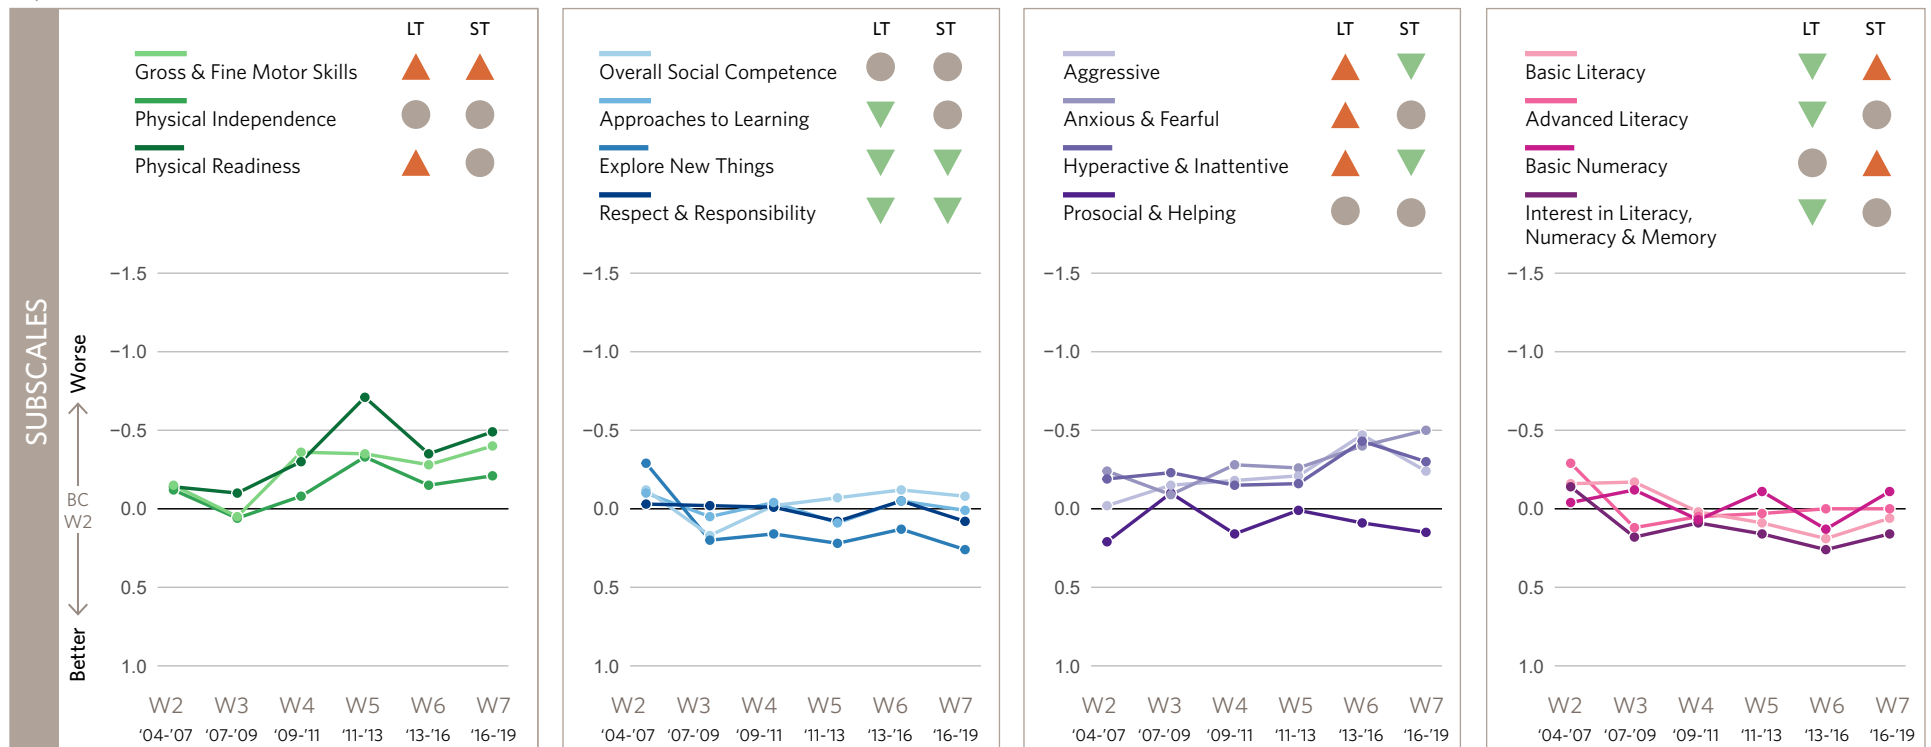 SUBSCALES
Worse
BC
W2
Better
LT ST
Gross & Fine Motor Skills
Physical Independence
Physical Readiness
−1.5
−1.0
−0.5
0.0
0.5
1.0
W2 W3 W4 W5 W6 W7
‘04-’07 ‘07-’09 ‘09-’11 ‘11-’13 ‘13-’16 ‘16-’19
LT ST
Overall Social Competence
Approaches to Learning
Explore New Things
Respect & Responsibility
−1.5
−1.0
−0.5
0.0
0.5
1.0
W2 W3 W4 W5 W6 W7
‘04-’07 ‘07-’09 ‘09-’11 ‘11-’13 ‘13-’16 ‘16-’19
LT ST
Aggressive
Anxious & Fearful
Hyperactive & Inattentive
Prosocial & Helping
−1.5
−1.0
−0.5
0.0
0.5
1.0
W2 W3 W4 W5 W6 W7
‘04-’07 ‘07-’09 ‘09-’11 ‘11-’13 ‘13-’16 ‘16-’19
LT ST
Basic Literacy
Advanced Literacy
Basic Numeracy
Interest in Literacy,
Numeracy & Memory
−1.5
−1.0
−0.5
0.0
0.5
1.0
W2 W3 W4 W5 W6 W7
‘04-’07 ‘07-’09 ‘09-’11 ‘11-’13 ‘13-’16 ‘16-’19